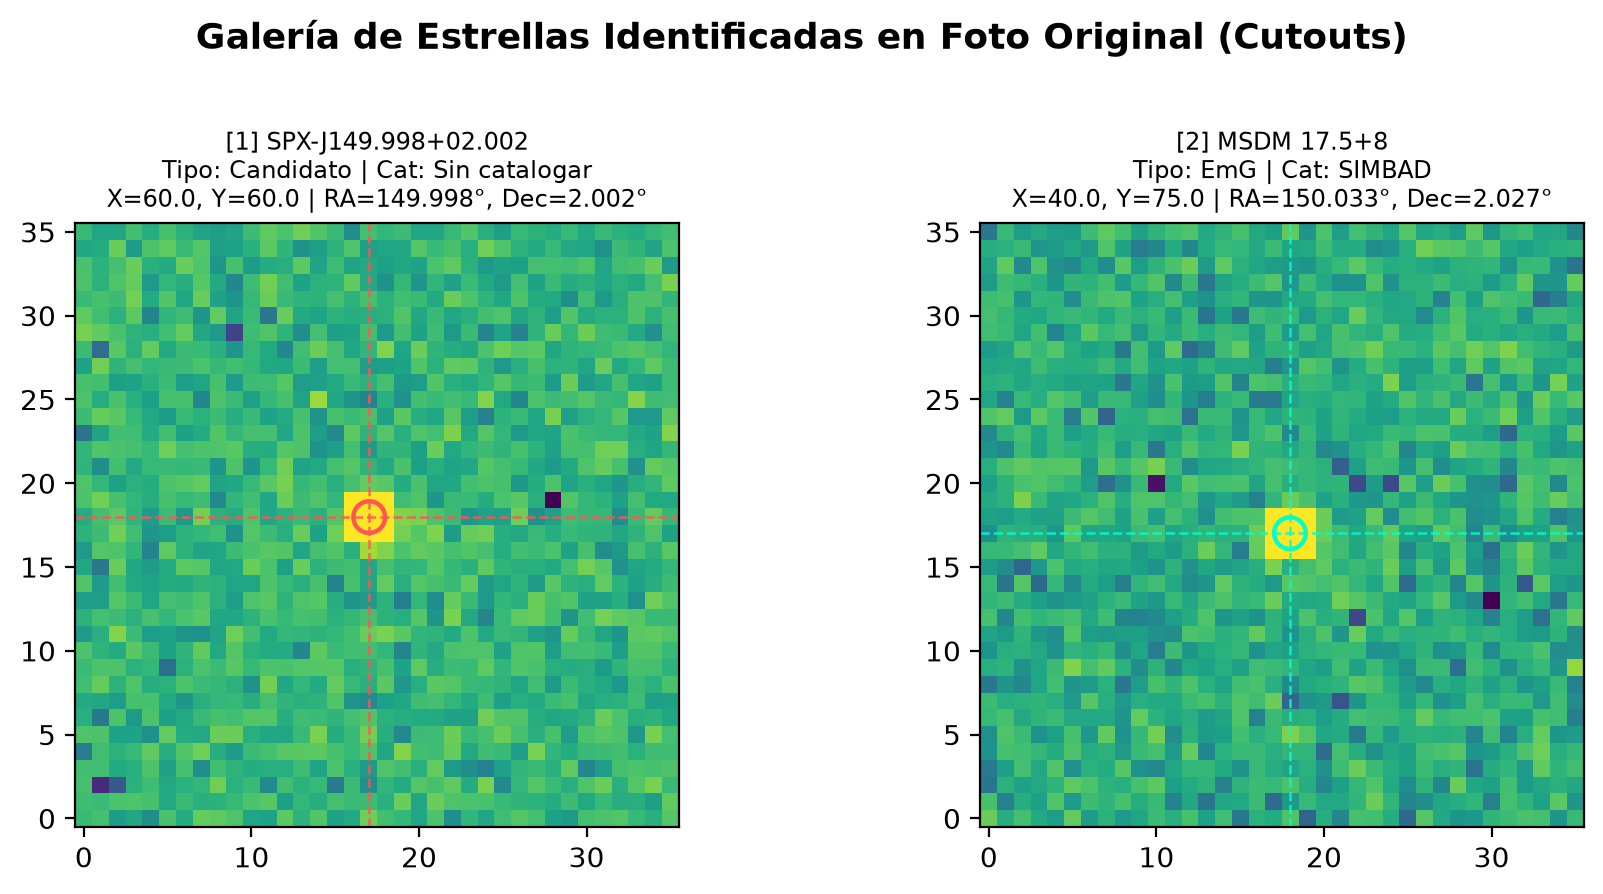 Galería de Estrellas Identificadas en Foto Original (Cutouts)
[1] SPX-J149.998+02.002
Tipo: Candidato | Cat: Sin catalogar
X=60.0, Y=60.0 | RA=149.998°, Dec=2.002°
35
30
25
20
15
10
5
0
0 10 20 30
[2] MSDM 17.5+8
Tipo: EmG | Cat: SIMBAD
X=40.0, Y=75.0 | RA=150.033°, Dec=2.027°
35
30
25
20
15
10
5
0
0 10 20 30